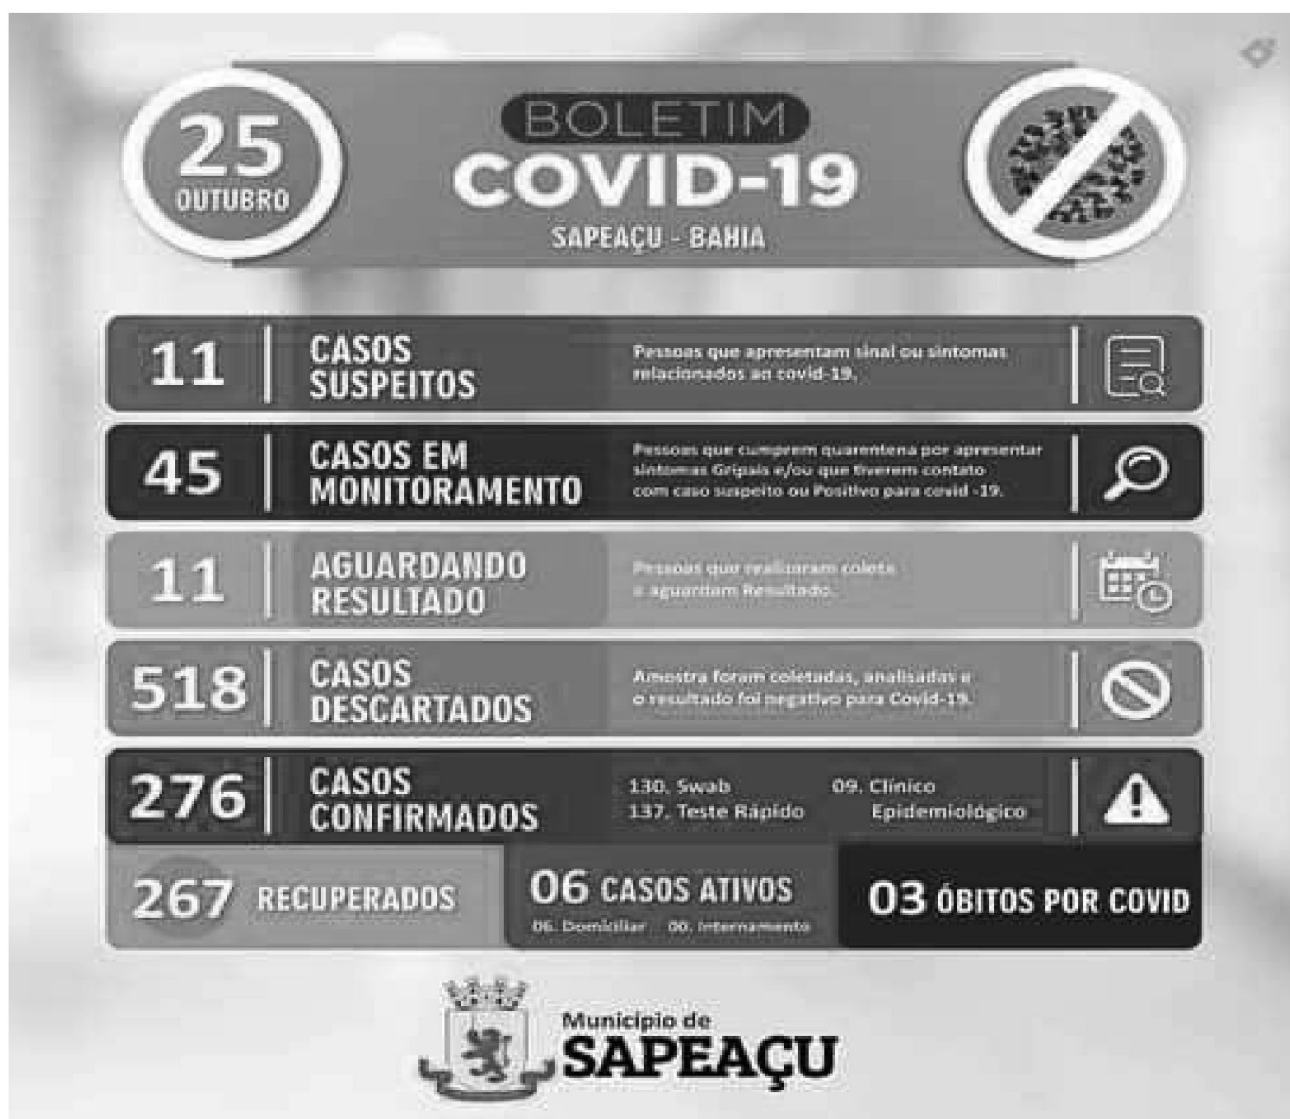 25
OUTUBRO
BOLETIM
COVID-19
SAPEAÇU - BAHIA
11
CASOS
SUSPEITOS
Pessoas que apresentam sinal ou sintomas
relacionados ao covid-19.
45
CASOS EM
MONITORAMENTO
Pessoas que cumprem quarentena por apresentar
sintomas Gripais e/ou que tiverem contato
com caso suspeito ou Positivo para covid -19.
11
AGUARDANDO
RESULTADO
Pessoas que realizaram coleta
e aguardam Resultado.
518
CASOS
DESCARTADOS
Amostra foram coletadas, analisadas e
o resultado foi negativo para Covid-19.
276
CASOS
CONFIRMADOS
130. Swab
137. Teste Rápido
09. Clínico
Epidemiológico
267 RECUPERADOS
06 CASOS ATIVOS
06. Domiciliar 00. Internamento
03 ÓBITOS POR COVID
Município de
SAPEAÇU